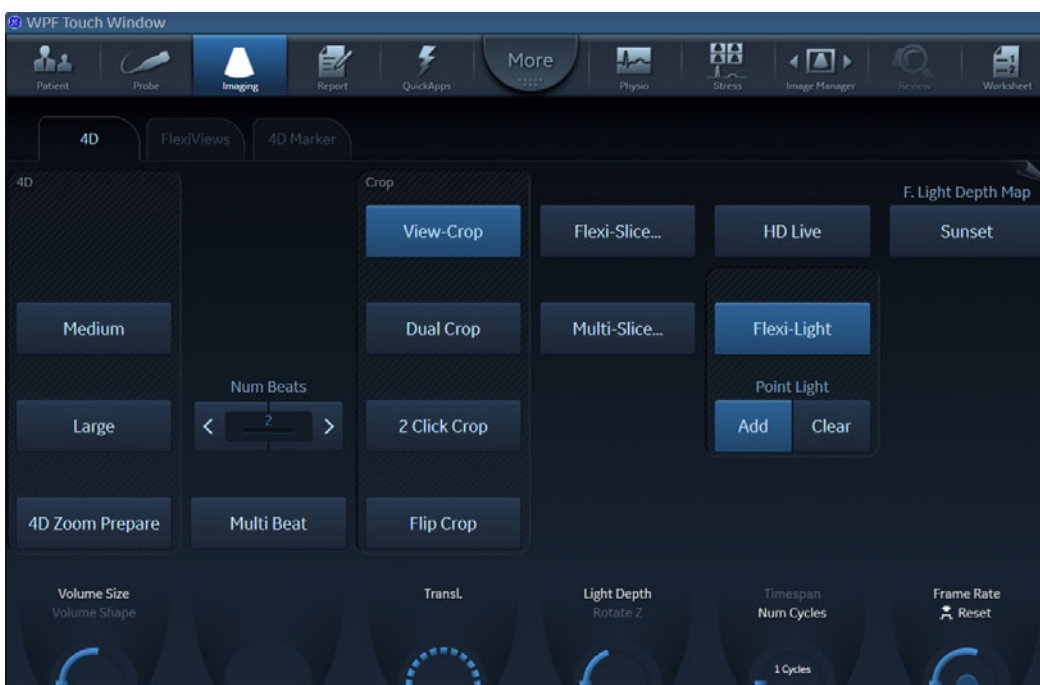 WPF Touch Window
Patient
Probe
Imaging
Report
QuickApps
More
Physio
Stress
Image Manager
Review
Worksheet
4D
FlexiViews
4D Marker
4D
Crop
F. Light Depth Map
View-Crop
Flexi-Slice...
HD Live
Sunset
Medium
Dual Crop
Multi-Slice...
Flexi-Light
Num Beats
Point Light
Large
< 2 >
2 Click Crop
Add
Clear
4D Zoom Prepare
Multi Beat
Flip Crop
Volume Size
Volume Shape
Transl.
Light Depth
Rotate Z
Timespan
Num Cycles
Frame Rate
Reset
1 Cycles